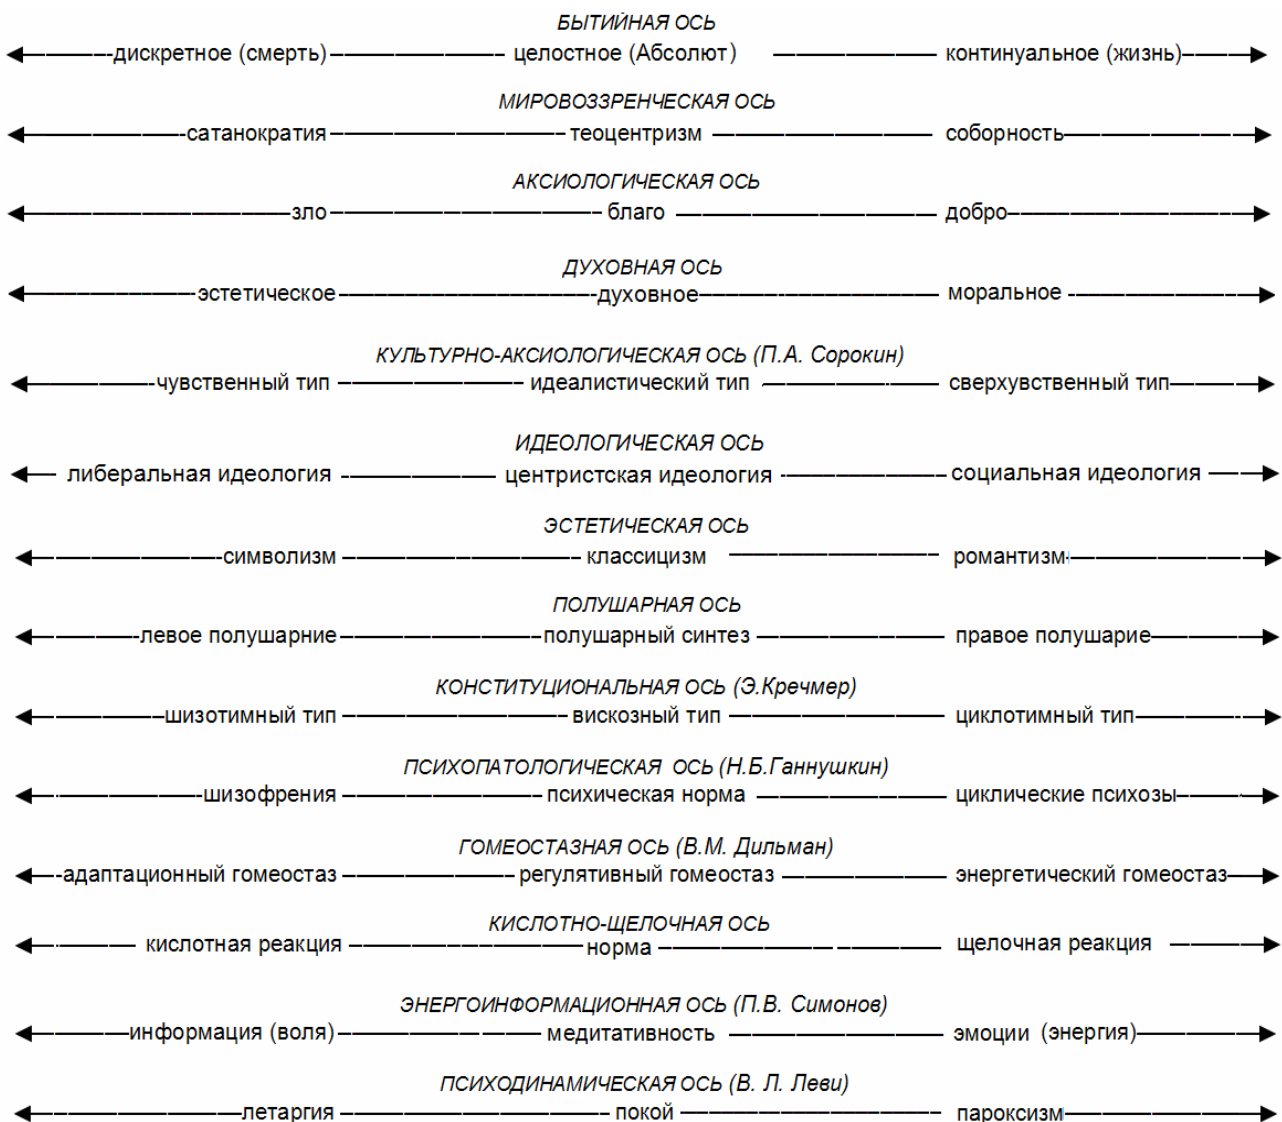 БЫТИЙНАЯ ОСЬ
дискретное (смерть) целостное (Абсолют) континуальное (жизнь)
МИРОВОЗЗРЕНЧЕСКАЯ ОСЬ
сатанократия теоцентризм соборность
АКСИОЛОГИЧЕСКАЯ ОСЬ
зло благо добро
ДУХОВНАЯ ОСЬ
эстетическое духовное моральное
КУЛЬТУРНО-АКСИОЛОГИЧЕСКАЯ ОСЬ (П.А. Сорокин)
чувственный тип идеалистический тип сверхувственный тип
ИДЕОЛОГИЧЕСКАЯ ОСЬ
либеральная идеология центристская идеология социальная идеология
ЭСТЕТИЧЕСКАЯ ОСЬ
символизм классицизм романтизм
ПОЛУШАРНАЯ ОСЬ
левое полушарние полушарный синтез правое полушарие
КОНСТИТУЦИОНАЛЬНАЯ ОСЬ (Э.Кречмер)
шизотимный тип вискозный тип циклотимный тип
ПСИХОПАТОЛОГИЧЕСКАЯ ОСЬ (Н.Б.Ганнушкин)
шизофрения психическая норма циклические психозы
ГОМЕОСТАЗНАЯ ОСЬ (В.М. Дильман)
адаптационный гомеостаз регулятивный гомеостаз энергетический гомеостаз
КИСЛОТНО-ЩЕЛОЧНАЯ ОСЬ
кислотная реакция норма щелочная реакция
ЭНЕРГОИНФОРМАЦИОННАЯ ОСЬ (П.В. Симонов)
информация (воля) медитативность эмоции (энергия)
ПСИХОДИНАМИЧЕСКАЯ ОСЬ (В. Л. Леви)
летаргия покой пароксизм